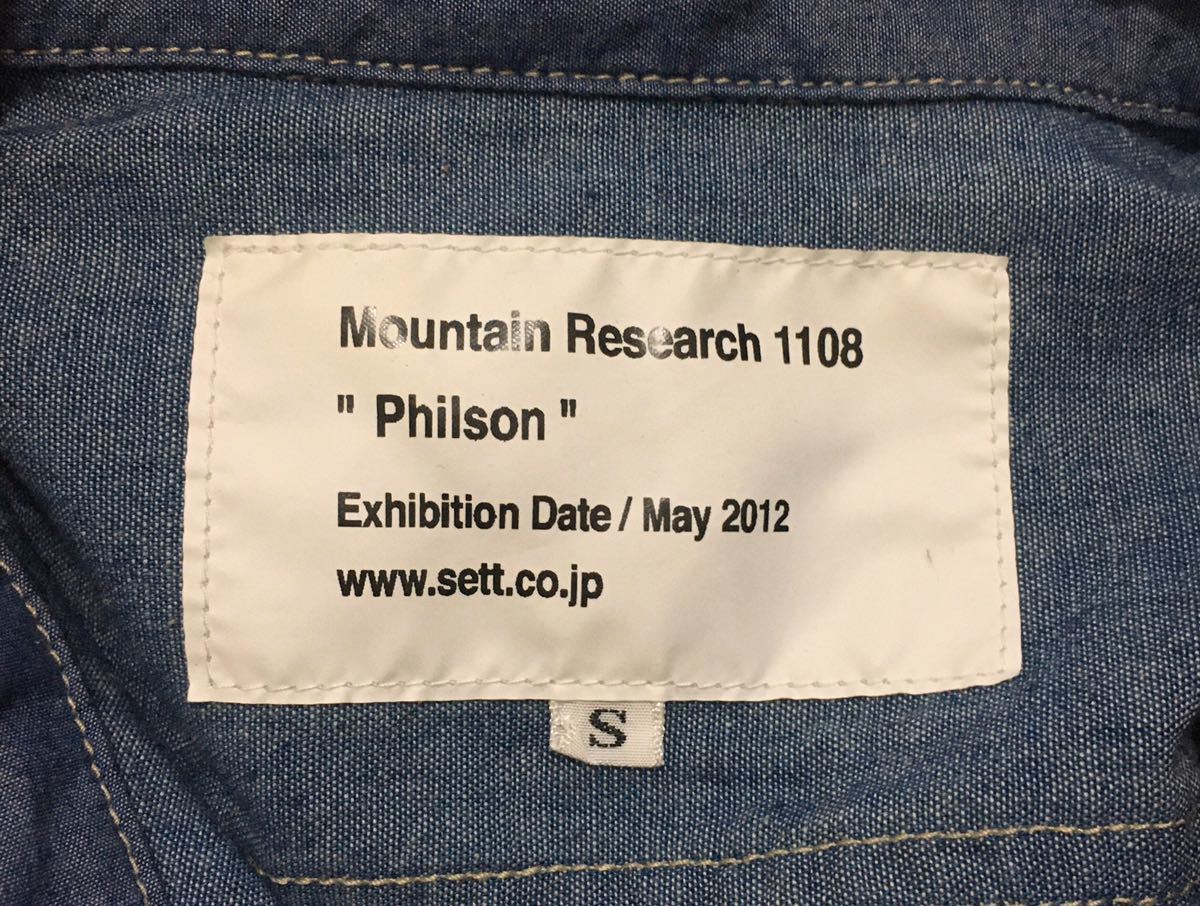 Mountain Research 1108
" Philson "
Exhibition Date / May 2012
www.sett.co.jp
S